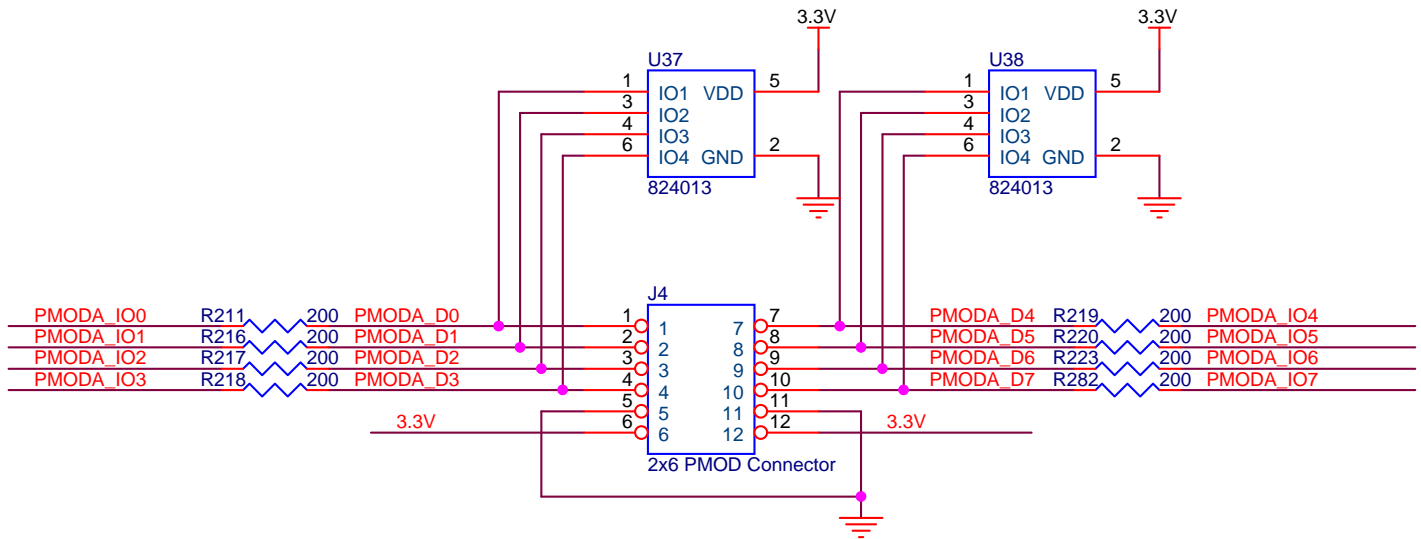 3.3V 3.3V
U37 U38
1 IO1 VDD 5 1 IO1 VDD 5
3 IO2 3 IO2
4 IO3 4 IO3
6 IO4 GND 2 6 IO4 GND 2
824013 824013
J4
PMODA_IO0 R211 200 PMODA_D0 1 1 7 7 PMODA_D4 R219 200 PMODA_IO4
PMODA_IO1 R216 200 PMODA_D1 2 2 8 8 PMODA_D5 R220 200 PMODA_IO5
PMODA_IO2 R217 200 PMODA_D2 3 3 9 9 PMODA_D6 R223 200 PMODA_IO6
PMODA_IO3 R218 200 PMODA_D3 4 4 10 10 PMODA_D7 R282 200 PMODA_IO7
5 5 11 11
3.3V 6 6 12 12 3.3V
2x6 PMOD Connector